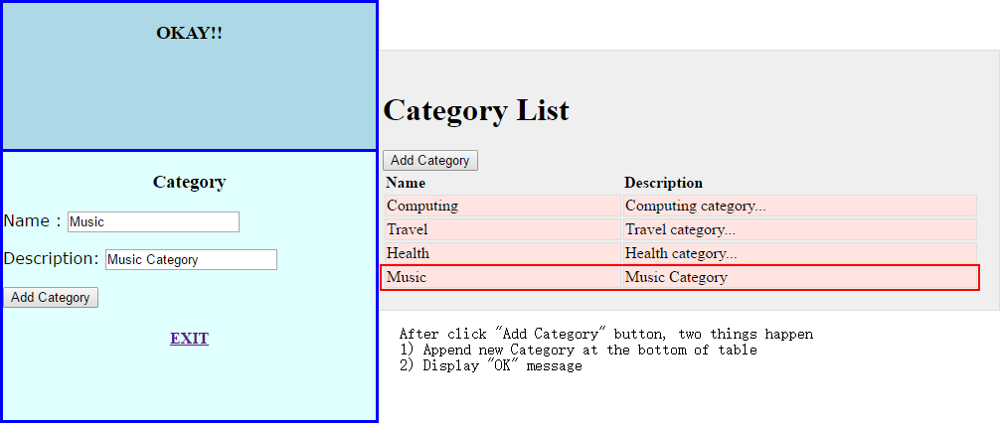 OKAY!!
Category
Name : Music
Description: Music Category
Add Category
EXIT
Category List
Add Category
Name Description
Computing Computing category...
Travel Travel category...
Health Health category...
Music Music Category
After click "Add Category" button, two things happen
1) Append new Category at the bottom of table
2) Display "OK" message